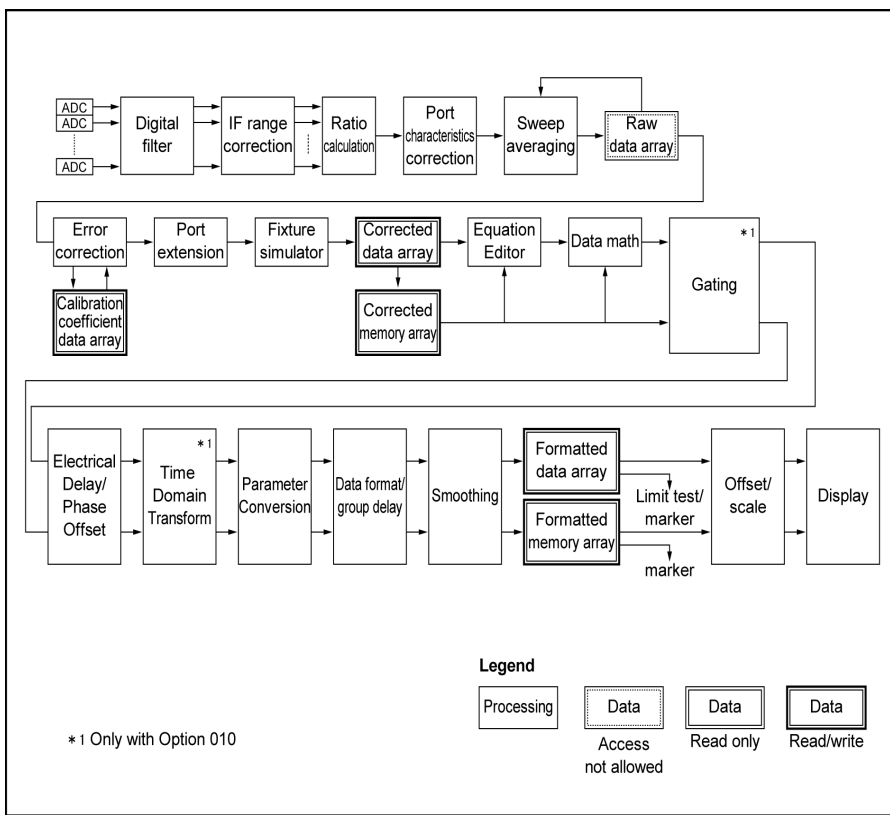 ADC
ADC
ADC
Digital
filter
IF range
correction
Ratio
calculation
Port
characteristics
correction
Sweep
averaging
Raw
data array
Error
correction
Port
extension
Fixture
simulator
Corrected
data array
Equation
Editor
Data math
*1
Gating
Calibration
coefficient
data array
Corrected
memory array
Electrical
Delay/
Phase
Offset
*1
Time
Domain
Transform
Parameter
Conversion
Data format/
group delay
Smoothing
Formatted
data array
Limit test/
marker
Formatted
memory array
marker
Offset/
scale
Display
Legend
Processing
Data
Access
not allowed
Data
Read only
Data
Read/write
*1 Only with Option 010